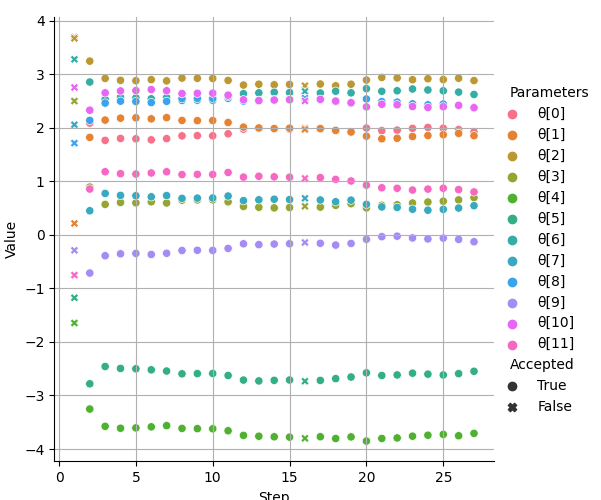 4
3
2
1
0
−1
−2
−3
−4
Value
0
5
10
15
20
25
Step
Parameters
θ[0]
θ[1]
θ[2]
θ[3]
θ[4]
θ[5]
θ[6]
θ[7]
θ[8]
θ[9]
θ[10]
θ[11]
Accepted
True
False